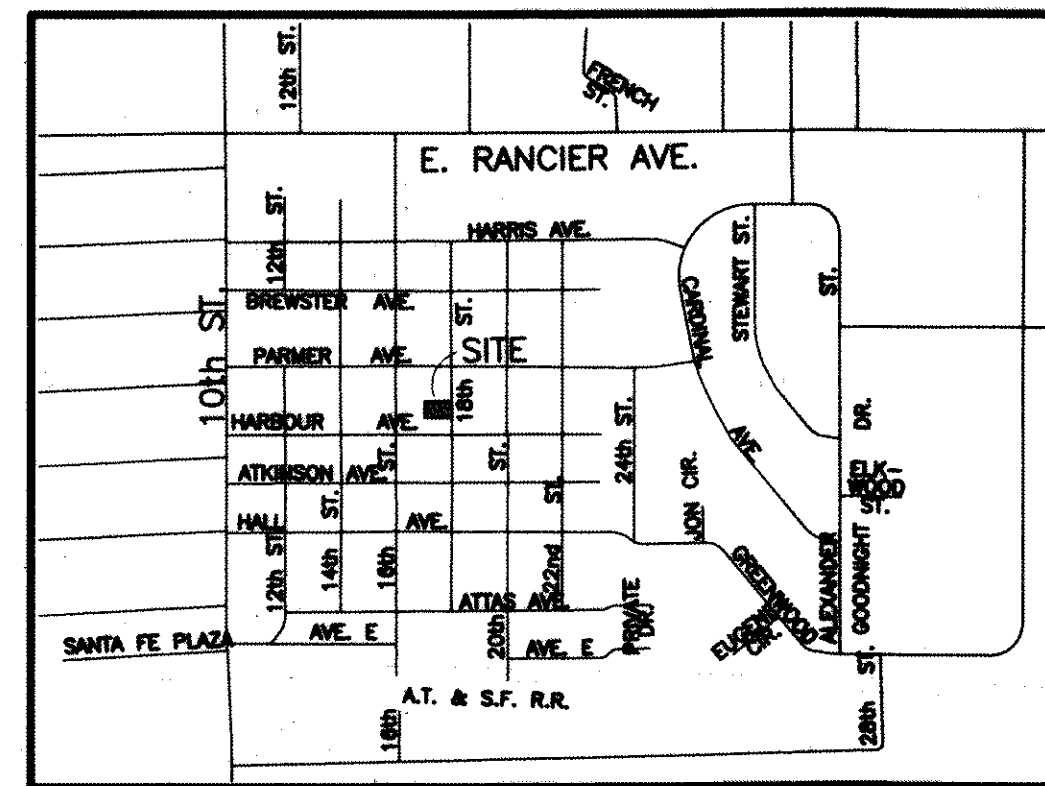 12th ST.
FRENCH
ST.
E. RANCIER AVE.
12th ST.
HARRIS AVE.
STEWART ST.
ST.
10th ST.
BREWSTER AVE.
ST.
CARDINAL
PARMER AVE.
SITE
18th
HARBOUR AVE.
24th ST.
DR.
AVE.
ATKINSON AVE.
ST.
ST.
ELK-
WOOD
ST.
JON CIR.
ST.
ST.
HALL AVE.
12th ST.
14th
16th
22nd
GREENWOOD
ALEXANDER
GOODNIGHT
ATTAS AVE.
PRIVATE
DR.
EUGENE
CIR.
SANTA FE PLAZA
AVE. E
20th
AVE. E
ST.
A.T. & S.F. R.R.
16th
28th